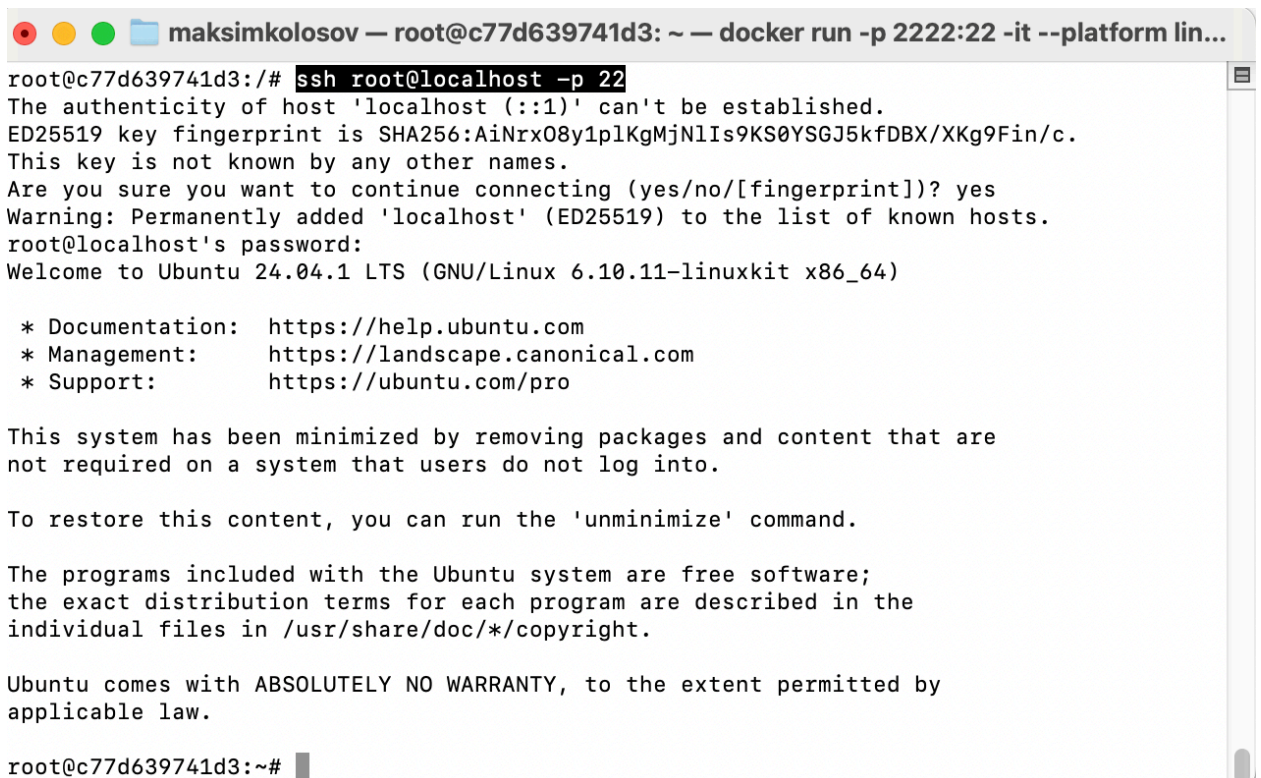 maksimkolosov — root@c77d639741d3: ~ — docker run -p 2222:22 -it --platform lin...
root@c77d639741d3:/# ssh root@localhost -p 22
The authenticity of host 'localhost (::1)' can't be established.
ED25519 key fingerprint is SHA256:AiNrxO8y1plKgMjNlIs9KS0YSGJ5kfDBX/XKg9Fin/c.
This key is not known by any other names.
Are you sure you want to continue connecting (yes/no/[fingerprint])? yes
Warning: Permanently added 'localhost' (ED25519) to the list of known hosts.
root@localhost's password:
Welcome to Ubuntu 24.04.1 LTS (GNU/Linux 6.10.11-linuxkit x86_64)
* Documentation: https://help.ubuntu.com
* Management: https://landscape.canonical.com
* Support: https://ubuntu.com/pro
This system has been minimized by removing packages and content that are
not required on a system that users do not log into.
To restore this content, you can run the 'unminimize' command.
The programs included with the Ubuntu system are free software;
the exact distribution terms for each program are described in the
individual files in /usr/share/doc/*/copyright.
Ubuntu comes with ABSOLUTELY NO WARRANTY, to the extent permitted by
applicable law.
root@c77d639741d3:~#